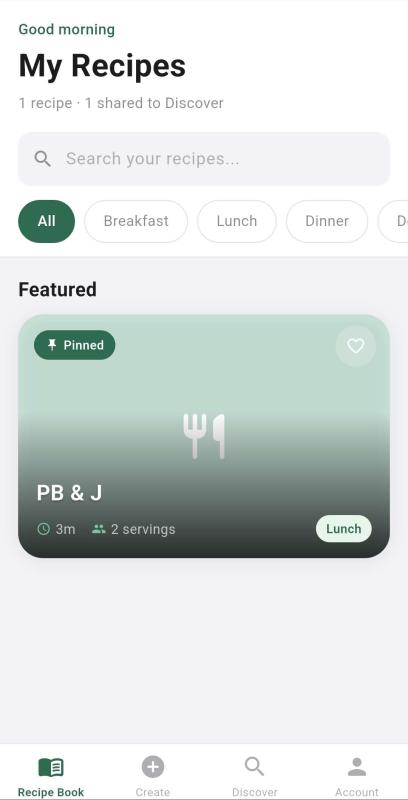 Good morning
My Recipes
1 recipe · 1 shared to Discover
Search your recipes...
All Breakfast Lunch Dinner
Featured
Pinned
PB & J
3m 2 servings Lunch
Recipe Book Create Discover Account